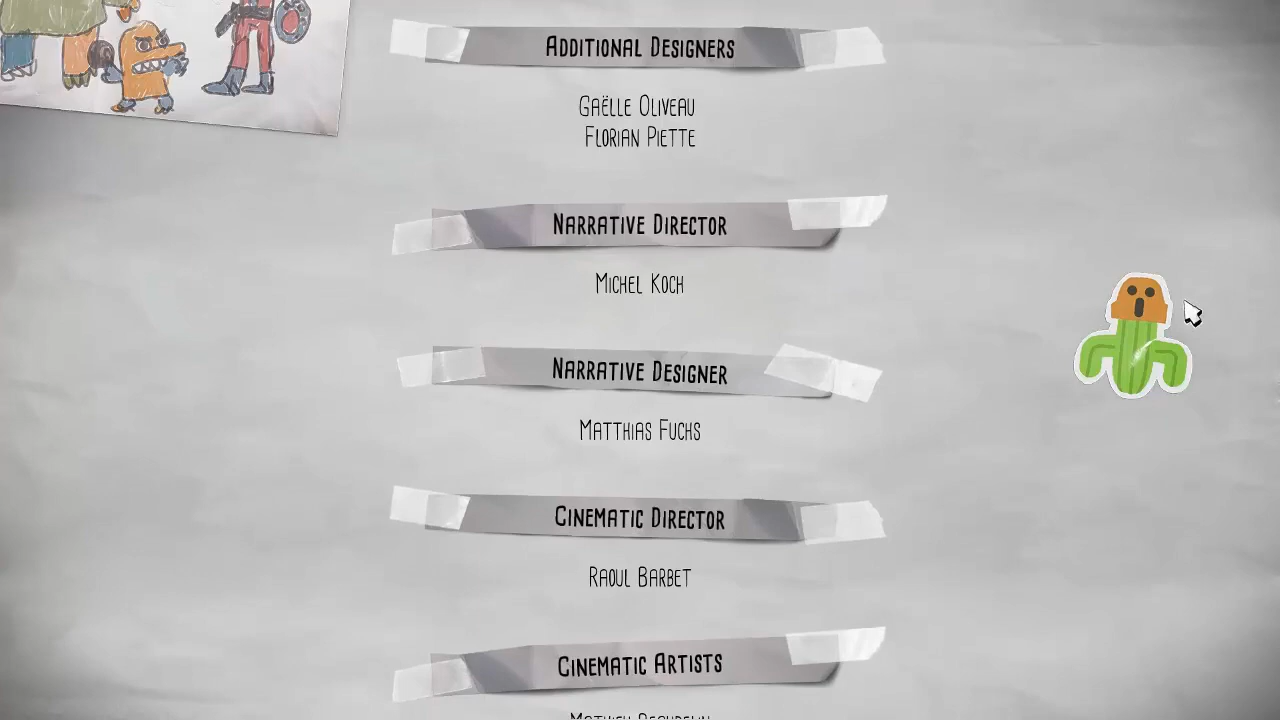 Additional Designers
Gaëlle Oliveau
Florian Piette
Narrative Director
Michel Koch
Narrative Designer
Matthias Fuchs
Cinematic Director
Raoul Barbet
Cinematic Artists